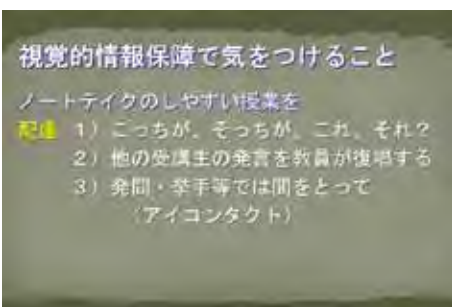 視覚的情報保障で気をつけること
ノートテイクのしやすい授業を
配慮 1）こっちが、そっちが、これ、それ？
2）他の受講生の発言を教員が復唱する
3）発問・挙手等では間をとって
（アイコンタクト）